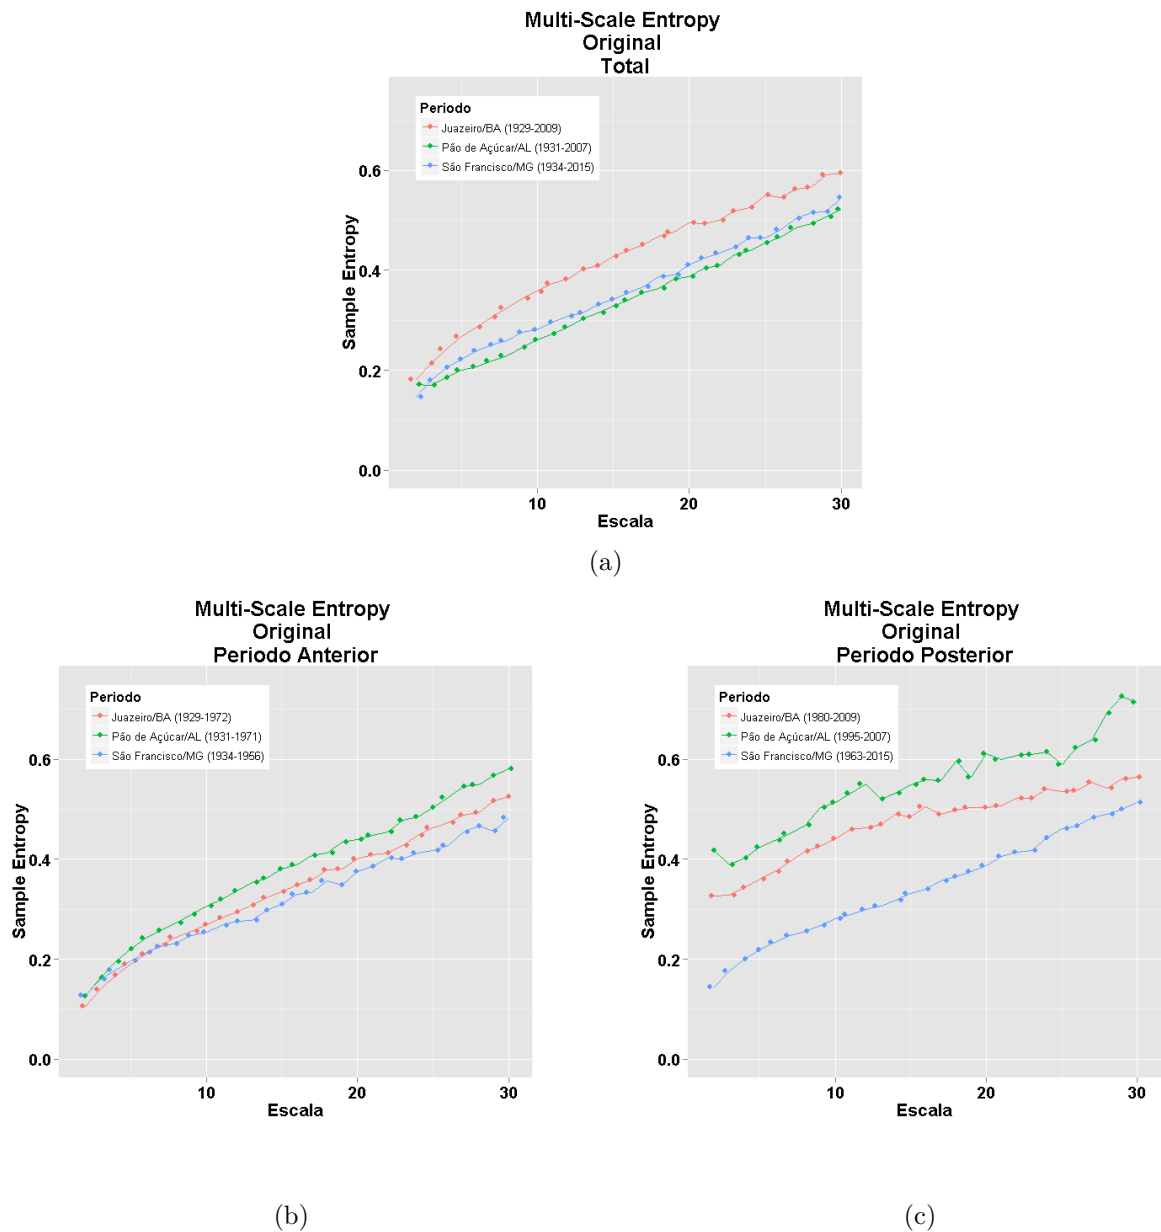 Multi-Scale Entropy
Original
Total
Periodo
Juazeiro/BA (1929-2009)
Pão de Açúcar/AL (1931-2007)
São Francisco/MG (1934-2015)
Sample Entropy
0.6
0.4
0.2
0.0
10 20 30
Escala
(a)
Multi-Scale Entropy
Original
Periodo Anterior
Periodo
Juazeiro/BA (1929-1972)
Pão de Açúcar/AL (1931-1971)
São Francisco/MG (1934-1956)
Sample Entropy
0.6
0.4
0.2
0.0
10 20 30
Escala
(b)
Multi-Scale Entropy
Original
Periodo Posterior
Periodo
Juazeiro/BA (1980-2009)
Pão de Açúcar/AL (1995-2007)
São Francisco/MG (1963-2015)
Sample Entropy
0.6
0.4
0.2
0.0
10 20 30
Escala
(c)